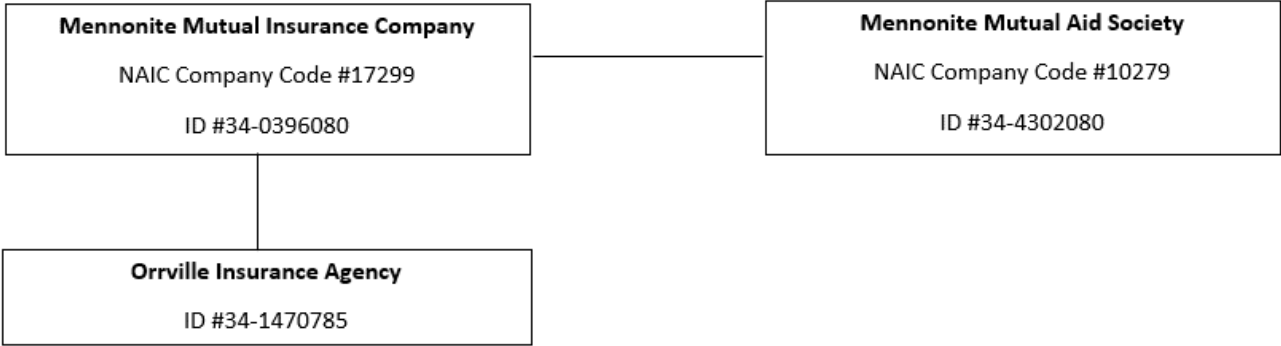 Mennonite Mutual Insurance Company
NAIC Company Code #17299
ID #34-0396080
Mennonite Mutual Aid Society
NAIC Company Code #10279
ID #34-4302080
Orrville Insurance Agency
ID #34-1470785